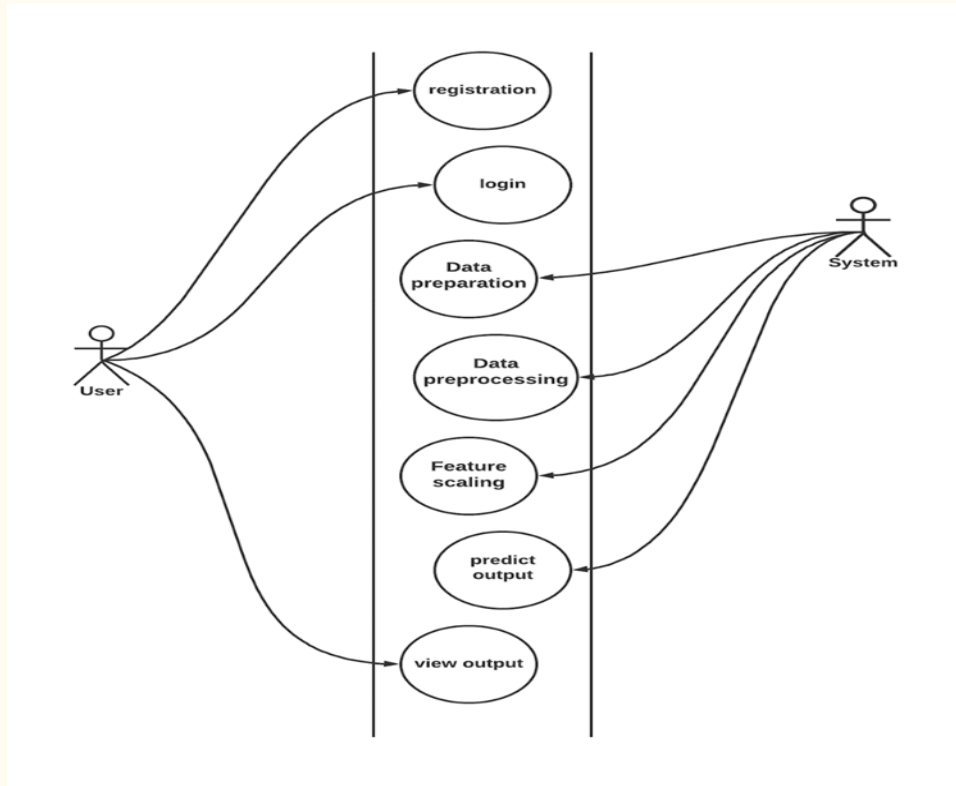 registration
login
System
Data
preparation
User
Data
preprocessing
Feature
scaling
predict
output
view output